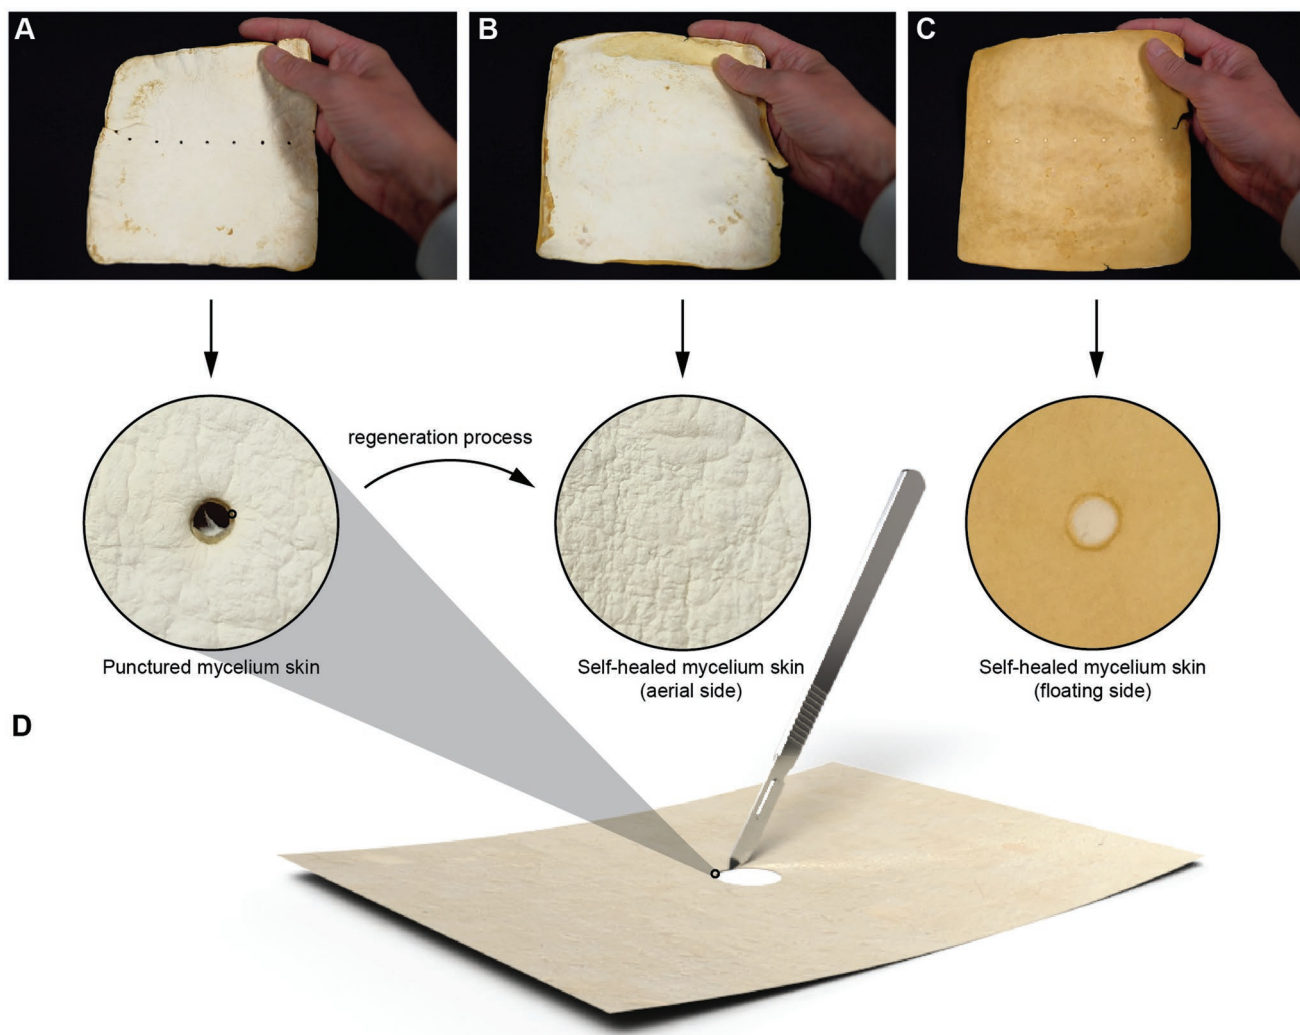 A
B
C
regeneration process
Punctured mycelium skin
Self-healed mycelium skin
(aerial side)
Self-healed mycelium skin
(floating side)
D